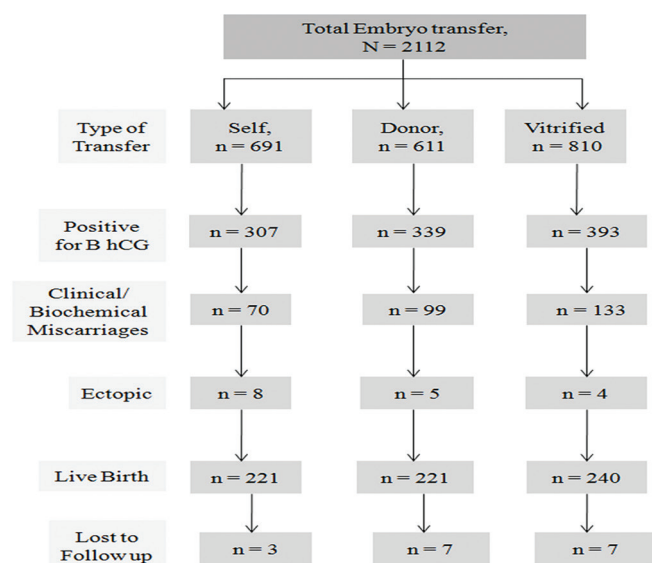 Total Embryo transfer,
N = 2112
Type of
Transfer
Self,
n = 691
Donor,
n = 611
Vitrified
n = 810
Positive
for B hCG
n = 307
n = 339
n = 393
Clinical/
Biochemical
Miscarriages
n = 70
n = 99
n = 133
Ectopic
n = 8
n = 5
n = 4
Live Birth
n = 221
n = 221
n = 240
Lost to
Follow up
n = 3
n = 7
n = 7